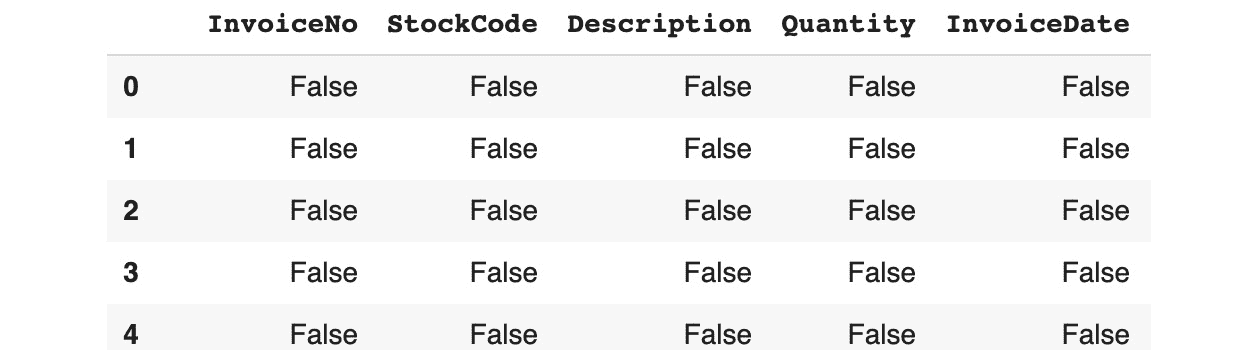 InvoiceNo StockCode Description Quantity InvoiceDate
0 False False False False False
1 False False False False False
2 False False False False False
3 False False False False False
4 False False False False False